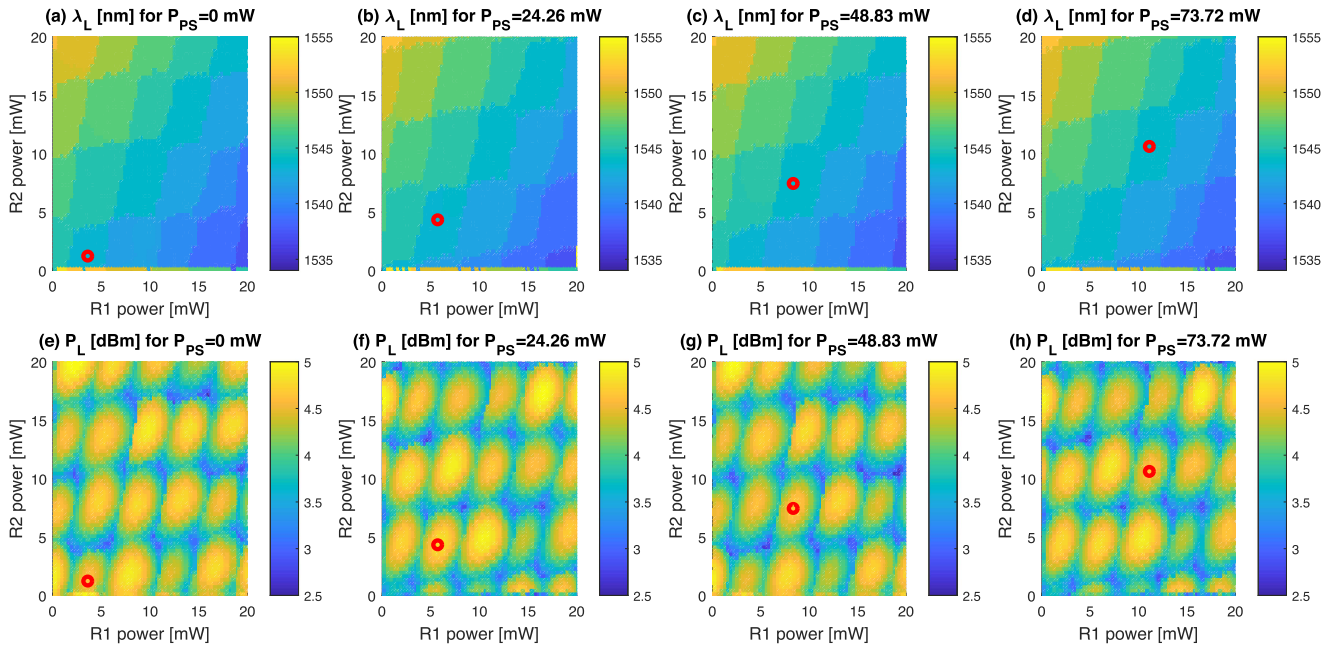 (a) λL [nm] for PPS=0 mW
(b) λL [nm] for PPS=24.26 mW
(c) λL [nm] for PPS=48.83 mW
(d) λL [nm] for PPS=73.72 mW
R2 power [mW]
20
15
10
5
0
0 5 10 15 20
R1 power [mW]
1555
1550
1545
1540
1535
R2 power [mW]
20
15
10
5
0
0 5 10 15 20
R1 power [mW]
1555
1550
1545
1540
1535
R2 power [mW]
20
15
10
5
0
0 5 10 15 20
R1 power [mW]
1555
1550
1545
1540
1535
R2 power [mW]
20
15
10
5
0
0 5 10 15 20
R1 power [mW]
1555
1550
1545
1540
1535
(e) PL [dBm] for PPS=0 mW
(f) PL [dBm] for PPS=24.26 mW
(g) PL [dBm] for PPS=48.83 mW
(h) PL [dBm] for PPS=73.72 mW
R2 power [mW]
20
15
10
5
0
0 5 10 15 20
R1 power [mW]
5
4.5
4
3.5
3
2.5
R2 power [mW]
20
15
10
5
0
0 5 10 15 20
R1 power [mW]
5
4.5
4
3.5
3
2.5
R2 power [mW]
20
15
10
5
0
0 5 10 15 20
R1 power [mW]
5
4.5
4
3.5
3
2.5
R2 power [mW]
20
15
10
5
0
0 5 10 15 20
R1 power [mW]
5
4.5
4
3.5
3
2.5